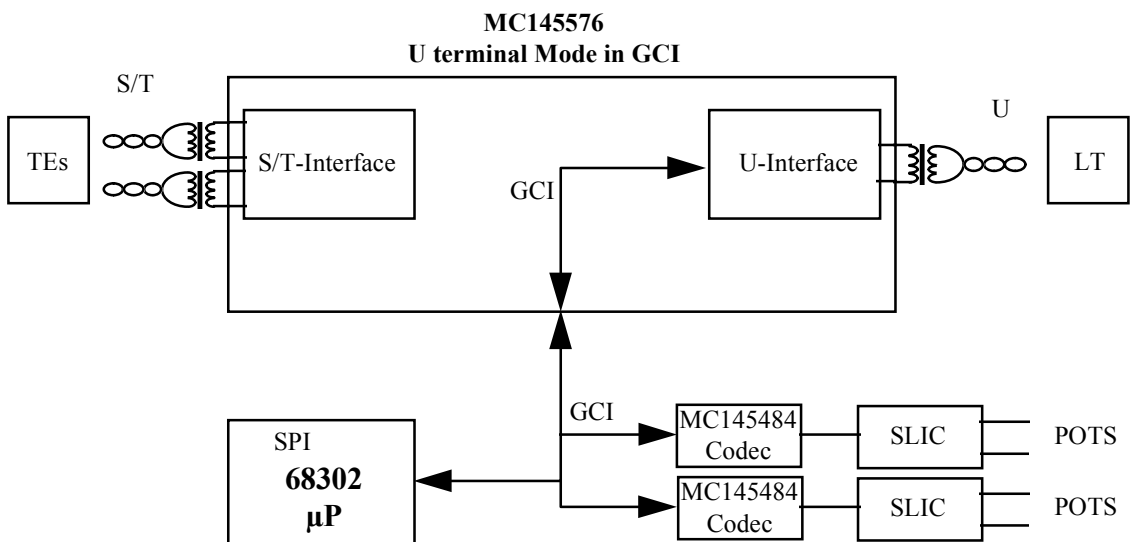 MC145576
U terminal Mode in GCI
S/T
U
TEs
S/T-Interface
U-Interface
LT
GCI
GCI
SPI
68302
µP
MC145484
Codec
SLIC
POTS
MC145484
Codec
SLIC
POTS